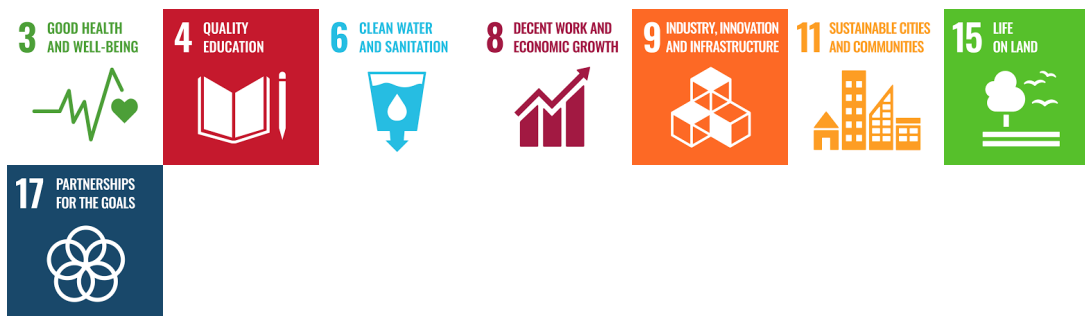 3 GOOD HEALTH
AND WELL-BEING
4 QUALITY
EDUCATION
6 CLEAN WATER
AND SANITATION
8 DECENT WORK AND
ECONOMIC GROWTH
9 INDUSTRY, INNOVATION
AND INFRASTRUCTURE
11 SUSTAINABLE CITIES
AND COMMUNITIES
15 LIFE
ON LAND
17 PARTNERSHIPS
FOR THE GOALS